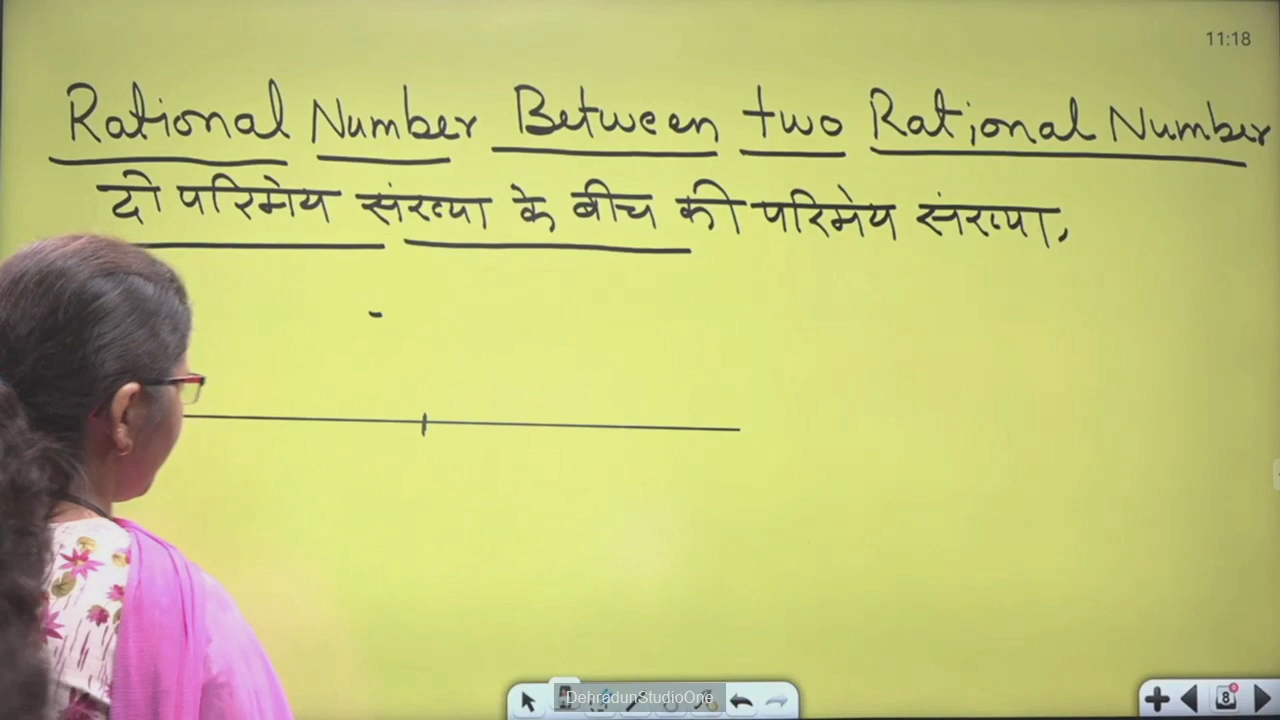 11:18
Rational Number Between two Rational Number
दो परिमेय संख्या के बीच की परिमेय संख्या,
DehradunStudioOne
8